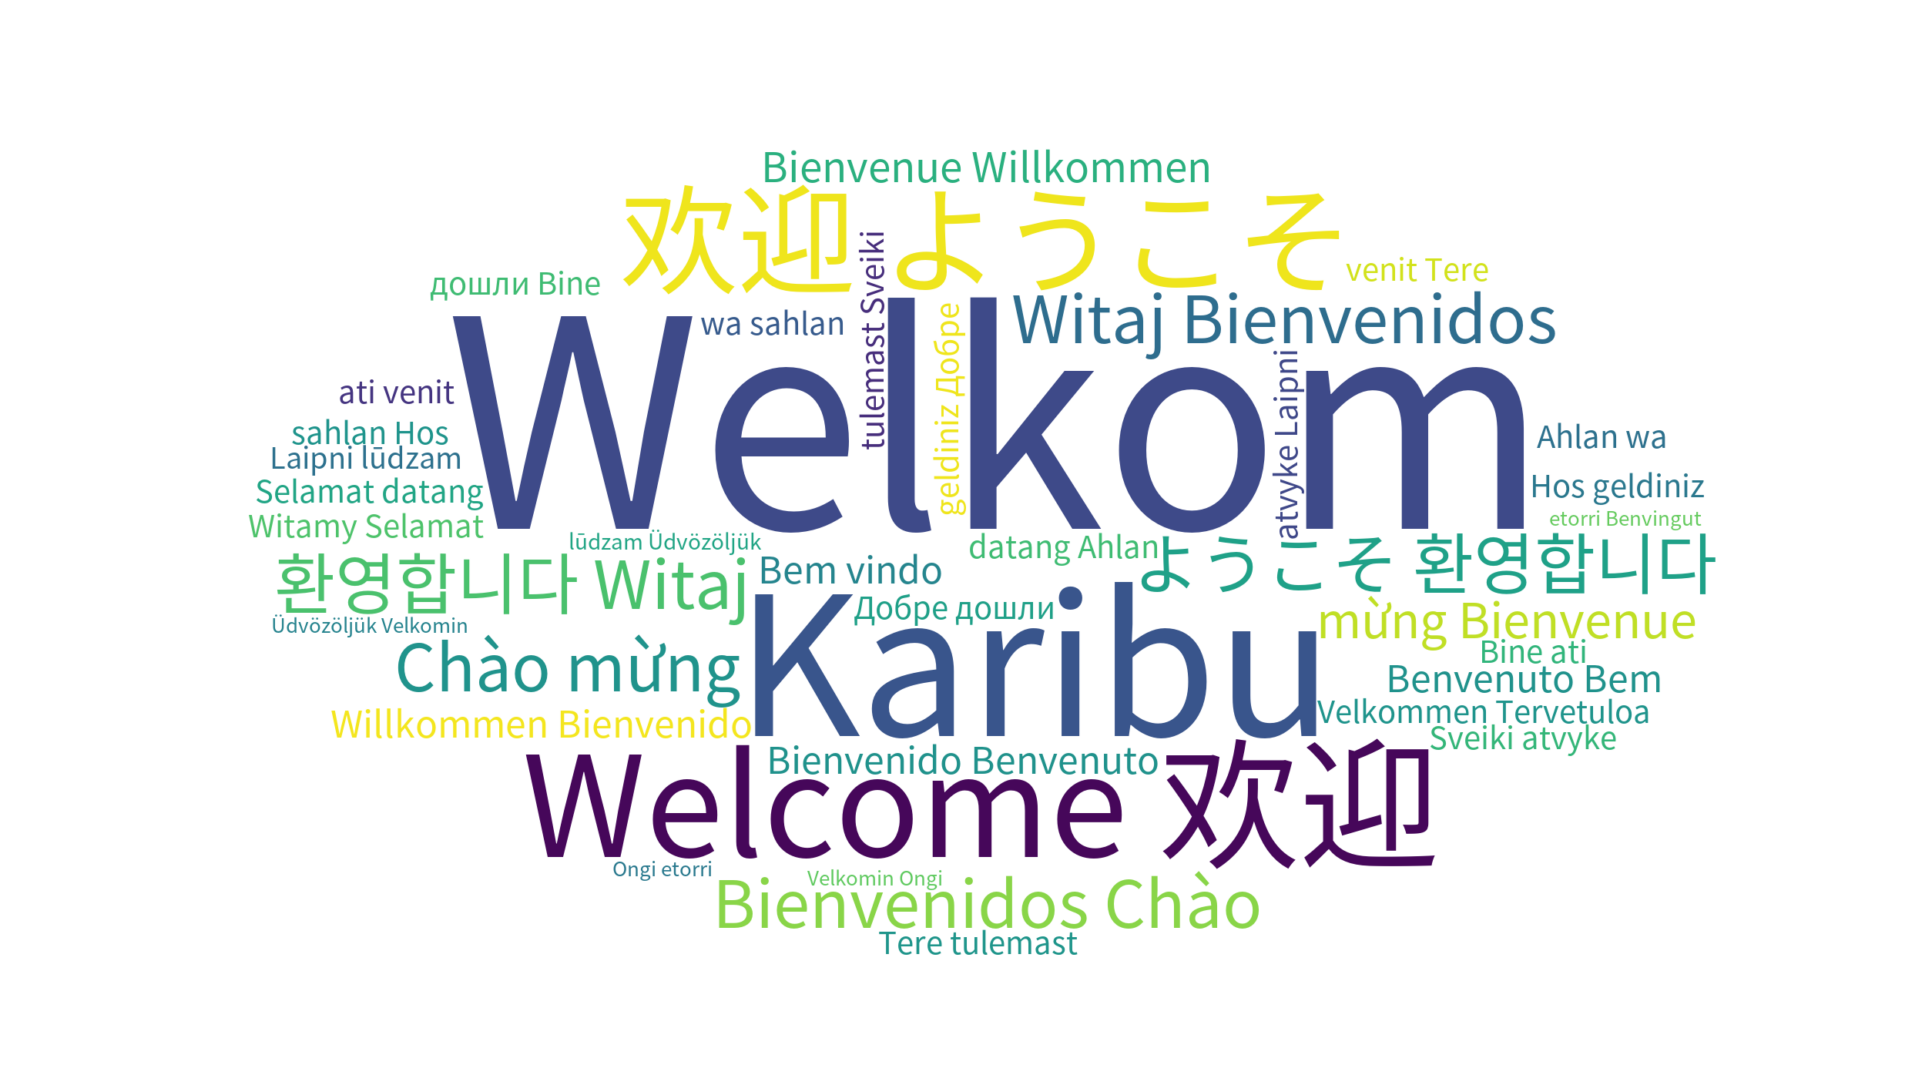 Bienvenue Willkommen
欢迎 ようこそ
tulemast Sveiki
venit Tere
дошли Bine
wa sahlan
geldiniz Добре
Witaj Bienvenidos
Welkom
atvyke Laipni
ati venit
sahlan Hos
Ahlan wa
Laipni lūdzam
Selamat datang
Hos geldiniz
etorri Benvingut
Witamy Selamat
lūdzam Üdvözöljük
datang Ahlan
ようこそ 환영합니다
환영합니다 Witaj
Bem vindo
Добре дошли
Karibu
mừng Bienvenue
Üdvözöljük Velkomin
Bine ati
Chào mừng
Benvenuto Bem
Velkommen Tervetuloa
Willkommen Bienvenido
Sveiki atvyke
Bienvenido Benvenuto
Welcome 欢迎
Ongi etorri
Velkomin Ongi
Bienvenidos Chào
Tere tulemast